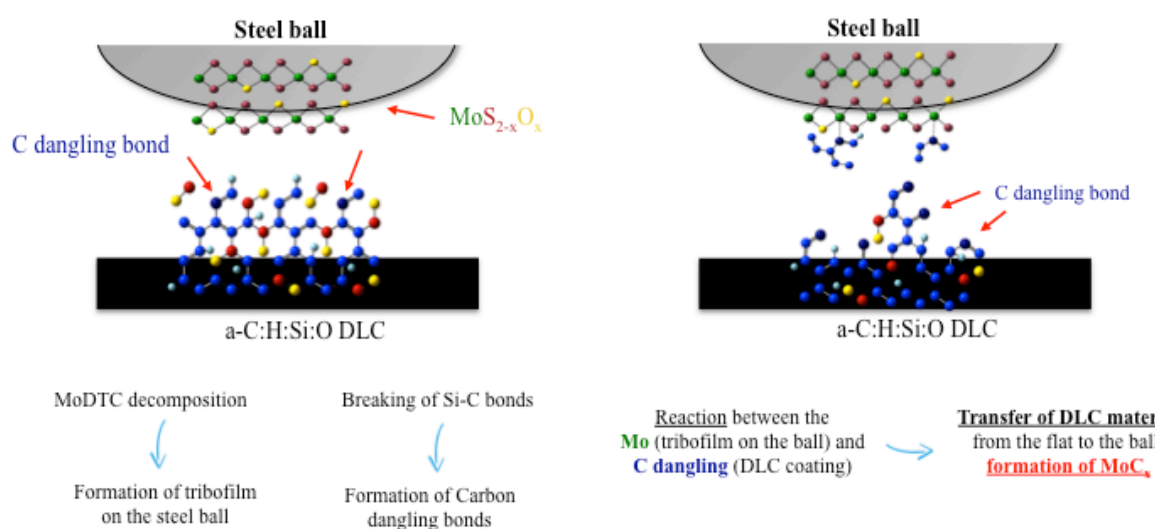 Steel ball
MoS2-xOx
C dangling bond
a-C:H:Si:O DLC
MoDTC decomposition
Formation of tribofilm
on the steel ball
Breaking of Si-C bonds
Formation of Carbon
dangling bonds
Steel ball
C dangling bond
a-C:H:Si:O DLC
Reaction between the
Mo (tribofilm on the ball) and
C dangling (DLC coating)
Transfer of DLC mater
from the flat to the ball
formation of MoCx